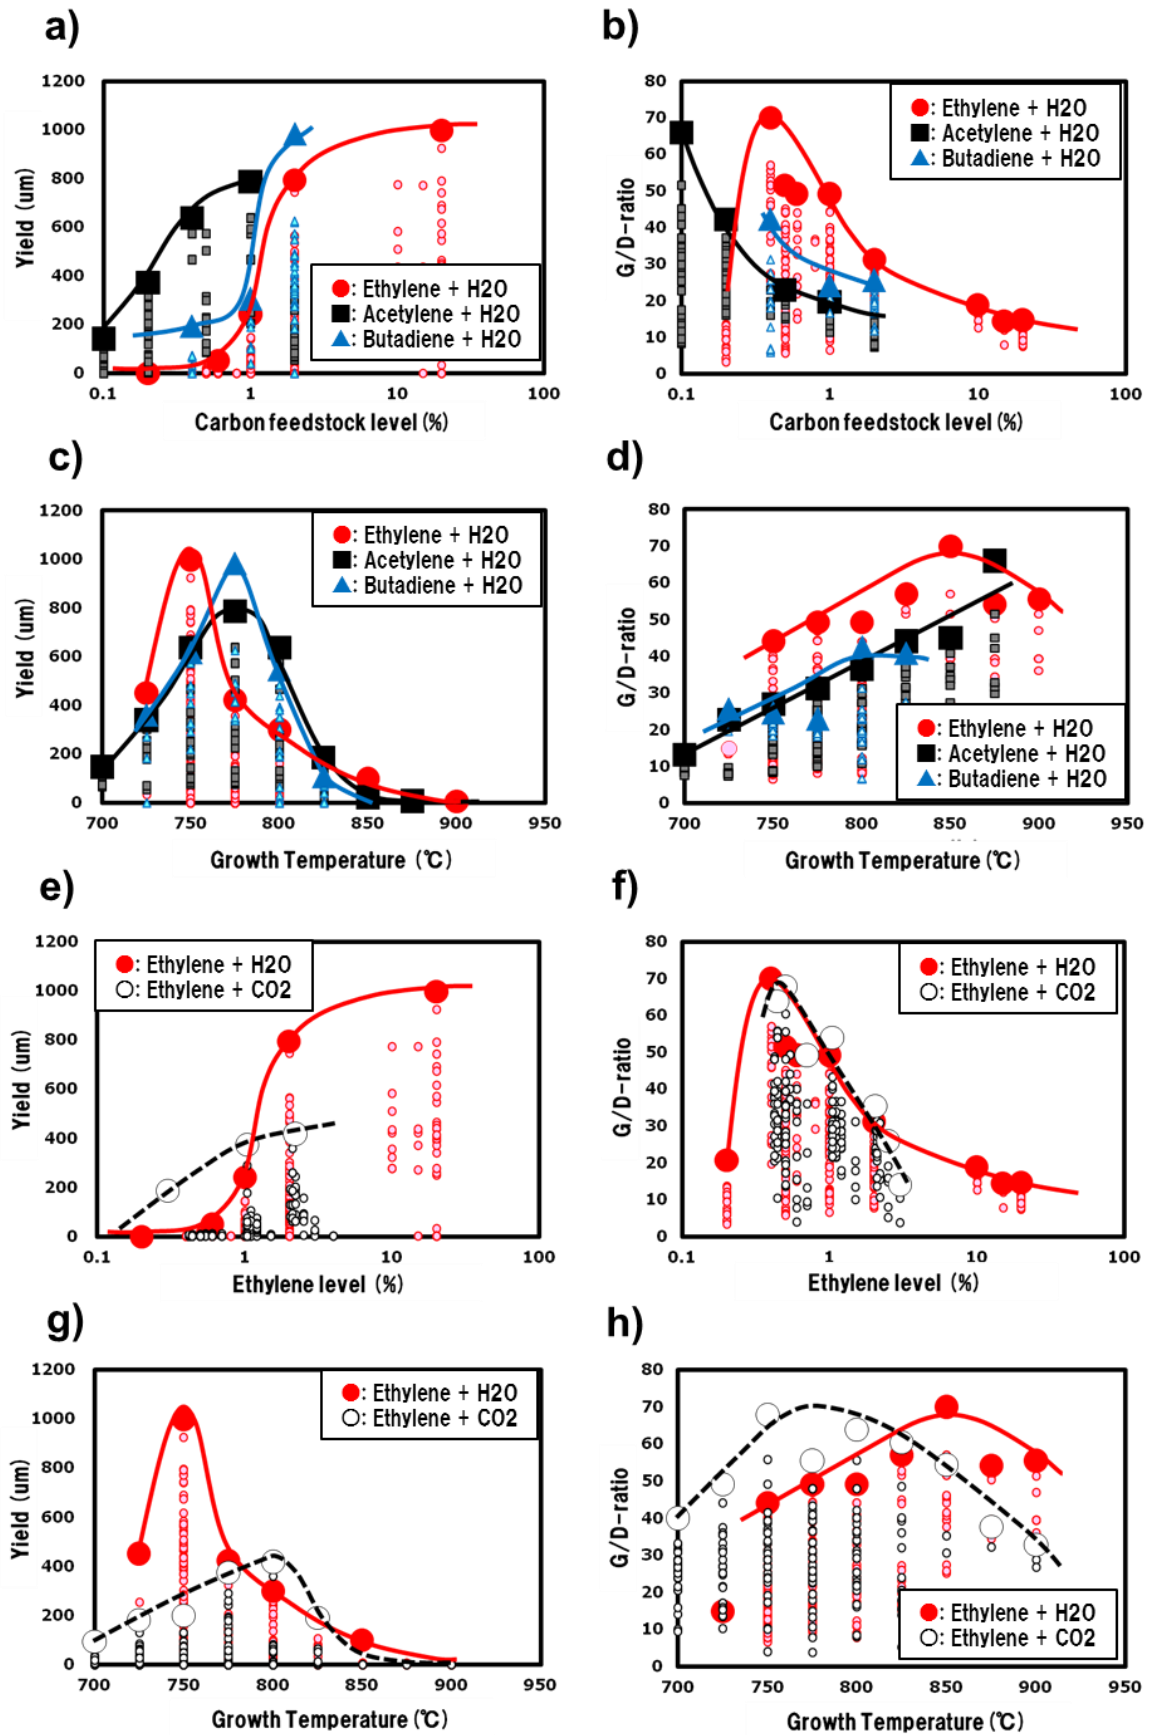 a)
1200
1000
800
600
400
200
0
Yield (um)
0.1
1
10
100
Carbon feedstock level (%)
: Ethylene + H2O
: Acetylene + H2O
: Butadiene + H2O
b)
80
70
60
50
40
30
20
10
0
G/D-ratio
0.1
1
10
100
Carbon feedstock level (%)
: Ethylene + H2O
: Acetylene + H2O
: Butadiene + H2O
c)
1200
1000
800
600
400
200
0
Yield (um)
700
750
800
850
900
950
Growth Temperature (℃)
: Ethylene + H2O
: Acetylene + H2O
: Butadiene + H2O
d)
80
70
60
50
40
30
20
10
0
G/D-ratio
700
750
800
850
900
950
Growth Temperature (℃)
: Ethylene + H2O
: Acetylene + H2O
: Butadiene + H2O
e)
1200
1000
800
600
400
200
0
Yield (um)
0.1
1
10
100
Ethylene level (%)
: Ethylene + H2O
: Ethylene + CO2
f)
80
70
60
50
40
30
20
10
0
G/D-ratio
0.1
1
10
100
Ethylene level (%)
: Ethylene + H2O
: Ethylene + CO2
g)
1200
1000
800
600
400
200
0
Yield (um)
700
750
800
850
900
950
Growth Temperature (℃)
: Ethylene + H2O
: Ethylene + CO2
h)
80
70
60
50
40
30
20
10
0
G/D-ratio
700
750
800
850
900
950
Growth Temperature (℃)
: Ethylene + H2O
: Ethylene + CO2